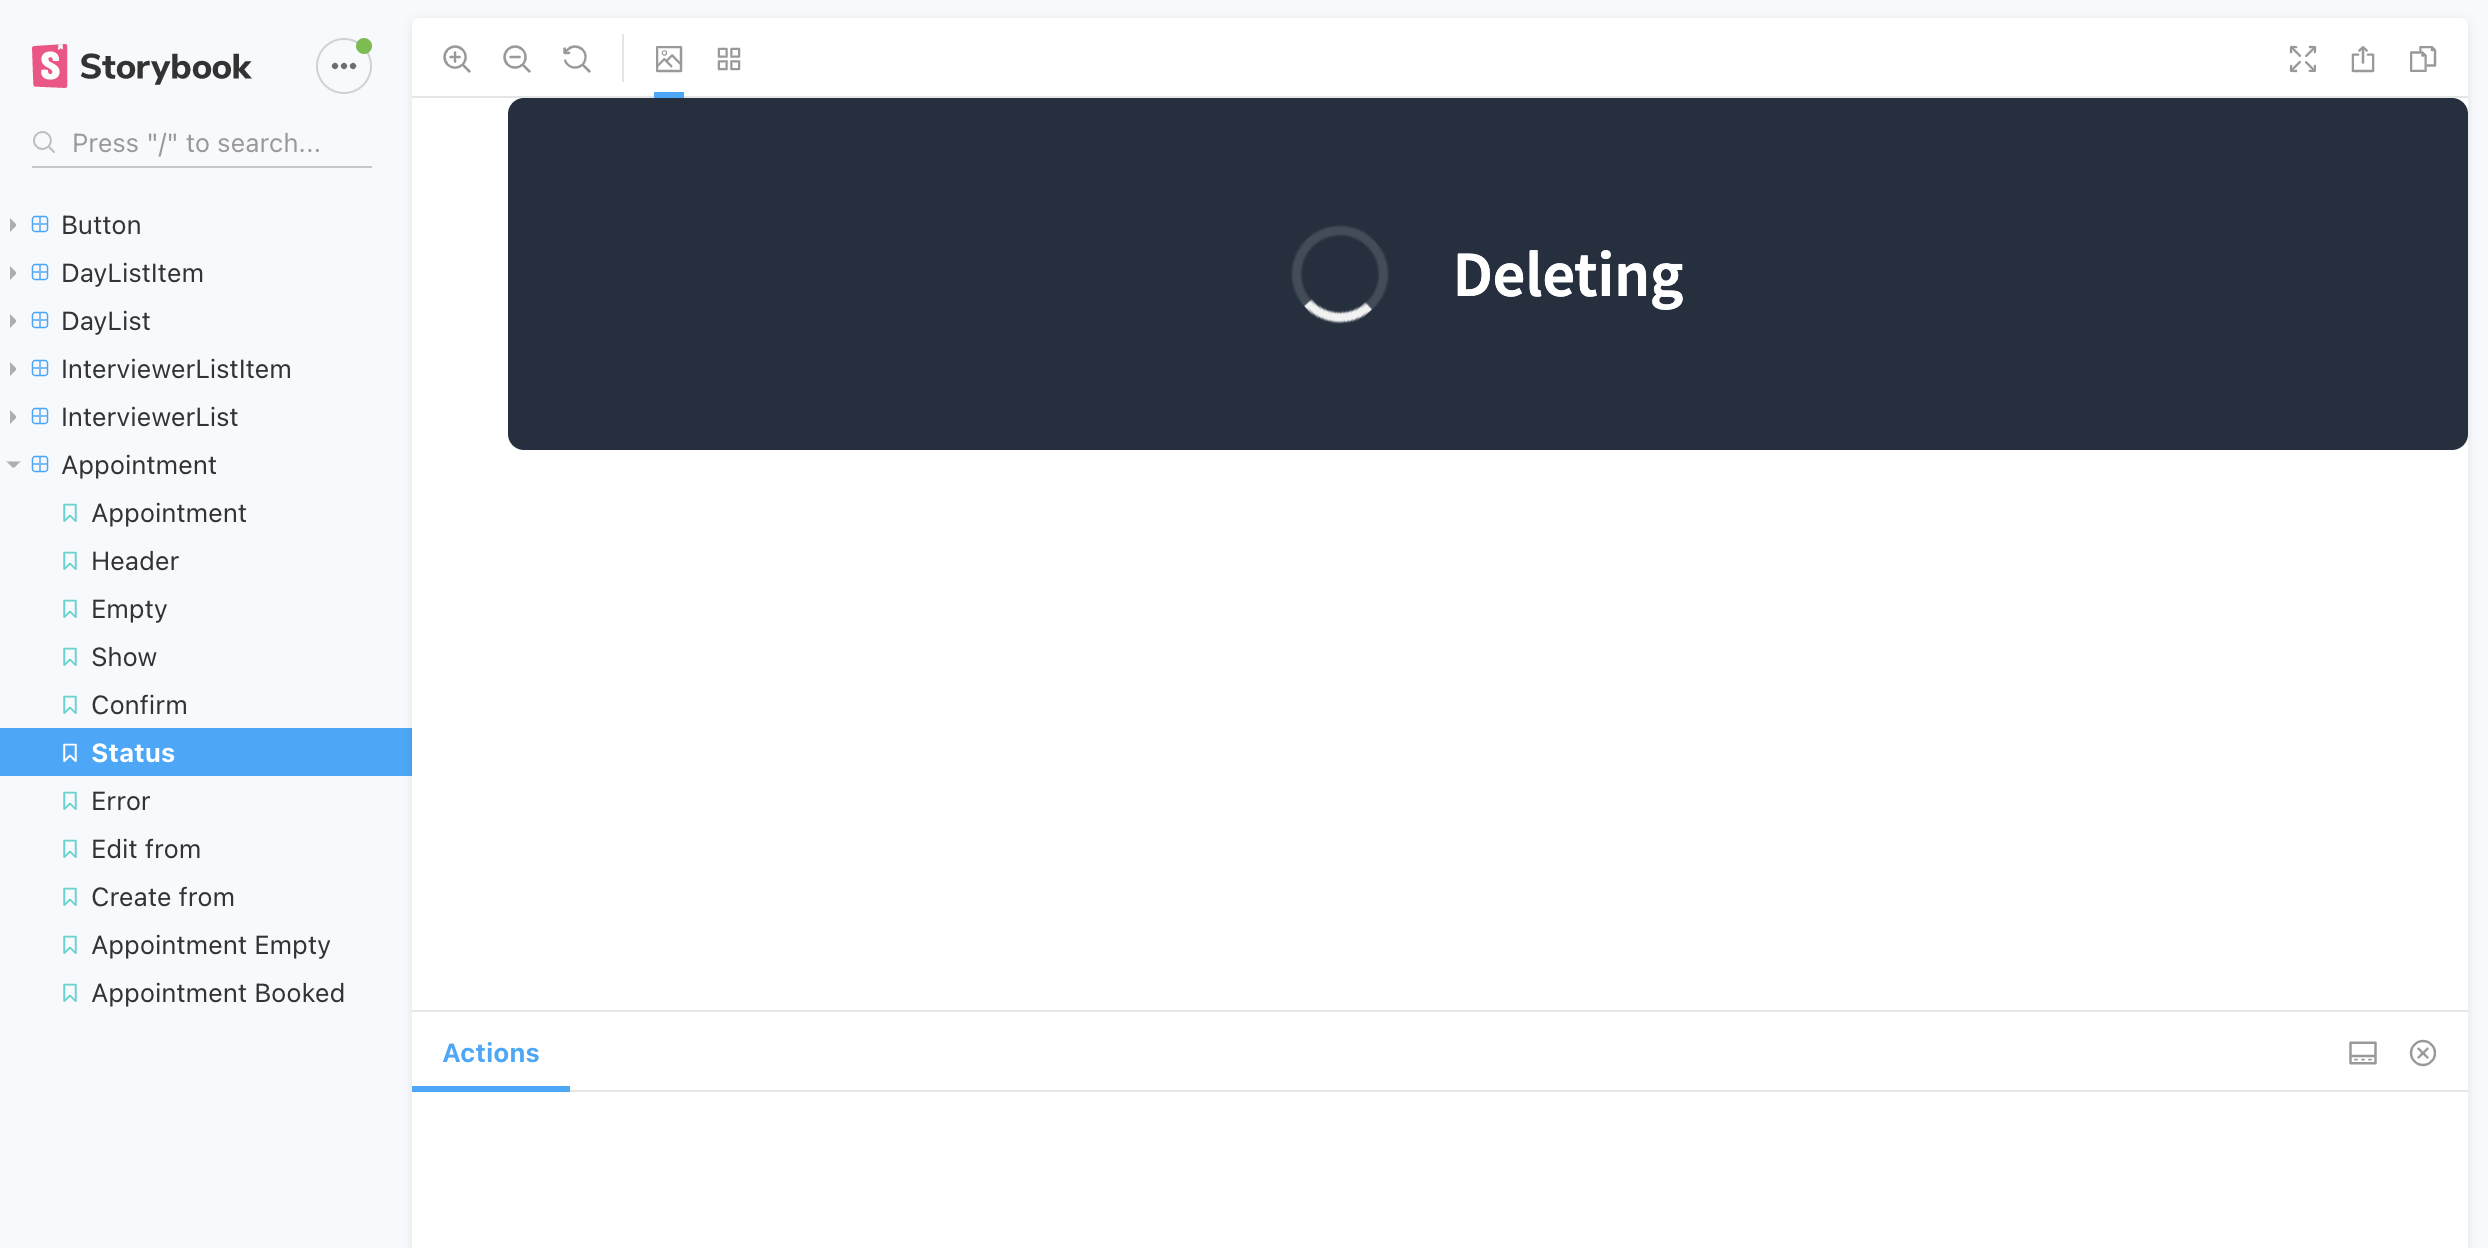 Storybook
Press "/" to search...
Button
DayListItem
DayList
InterviewerListItem
InterviewerList
Appointment
Appointment
Header
Empty
Show
Confirm
Status
Error
Edit from
Create from
Appointment Empty
Appointment Booked
Deleting
Actions